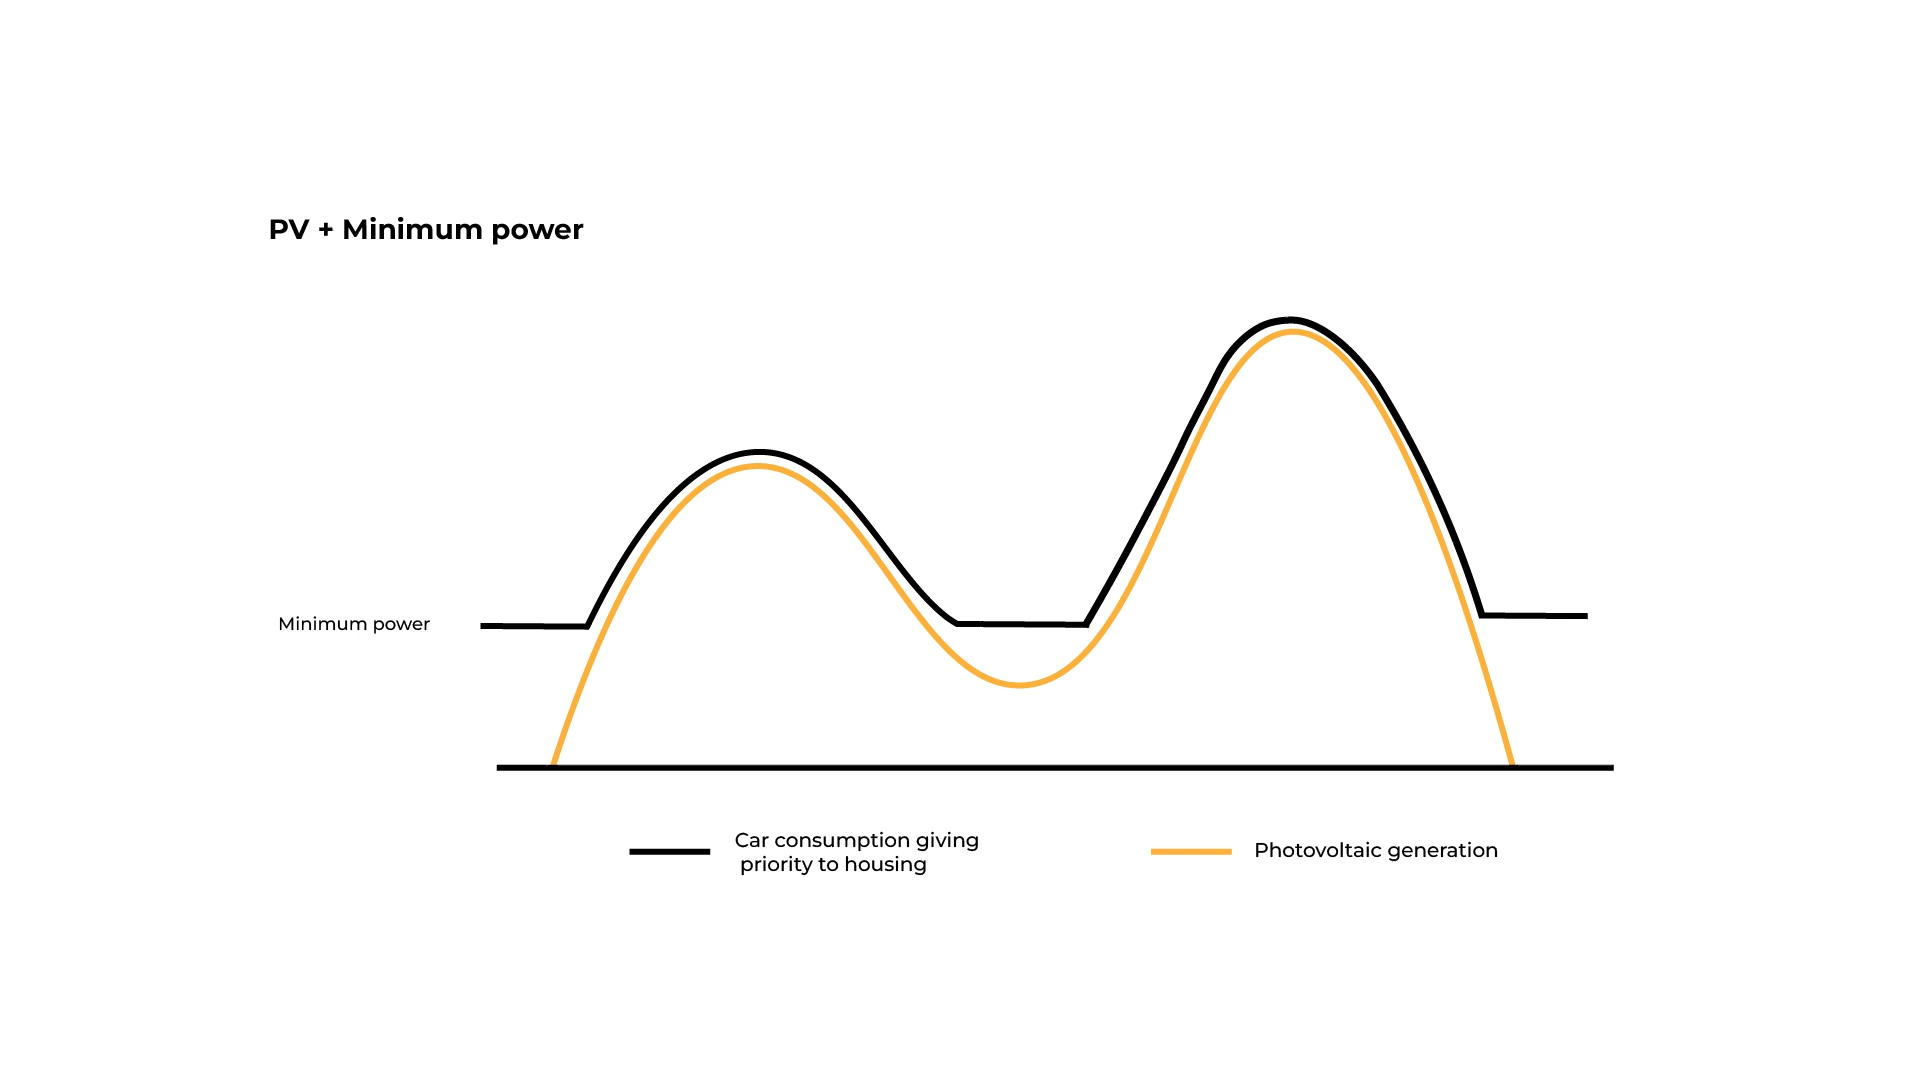 PV + Minimum power
Minimum power
Car consumption giving
priority to housing
Photovoltaic generation